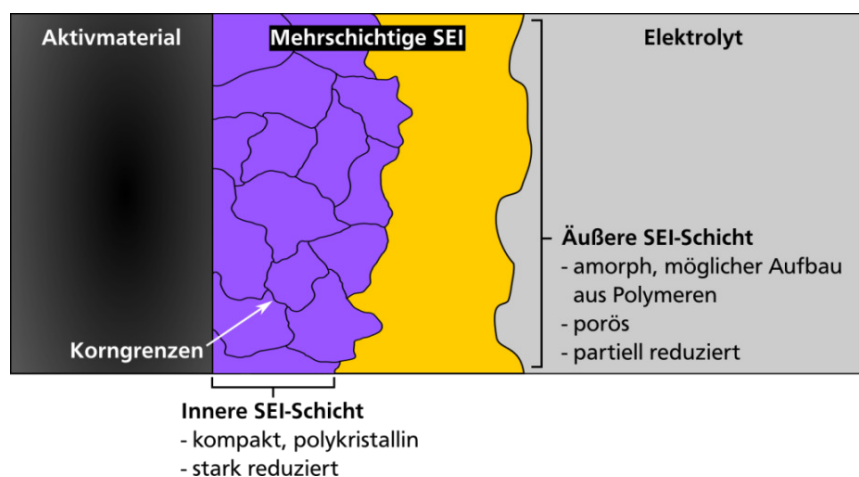 Aktivmaterial
Mehrschichtige SEI
Elektrolyt
Äußere SEI-Schicht
- amorph, möglicher Aufbau
aus Polymeren
- porös
- partiell reduziert
Korngrenzen
Innere SEI-Schicht
- kompakt, polykristallin
- stark reduziert